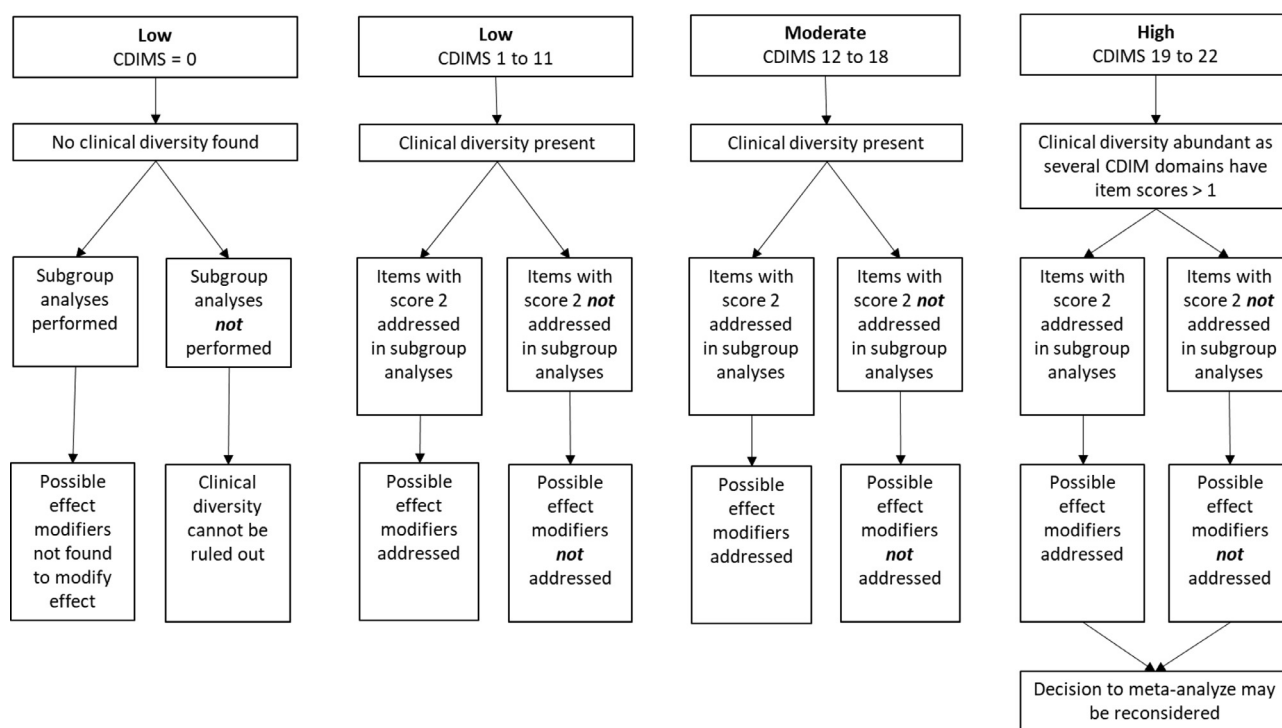 Low
CDIMS = 0
No clinical diversity found
Subgroup
analyses
performed
Subgroup
analyses
not
performed
Possible
effect
modifiers
not found
to modify
effect
Clinical
diversity
cannot be
ruled out
Low
CDIMS 1 to 11
Clinical diversity present
Items with
score 2
addressed
in subgroup
analyses
Items with
score 2 not
addressed
in subgroup
analyses
Possible
effect
modifiers
addressed
Possible
effect
modifiers
not
addressed
Moderate
CDIMS 12 to 18
Clinical diversity present
Items with
score 2
addressed
in subgroup
analyses
Items with
score 2 not
addressed
in subgroup
analyses
Possible
effect
modifiers
addressed
Possible
effect
modifiers
not
addressed
High
CDIMS 19 to 22
Clinical diversity abundant as
several CDIM domains have
item scores > 1
Items with
score 2
addressed
in subgroup
analyses
Items with
score 2 not
addressed
in subgroup
analyses
Possible
effect
modifiers
addressed
Possible
effect
modifiers
not
addressed
Decision to meta-analyze may
be reconsidered